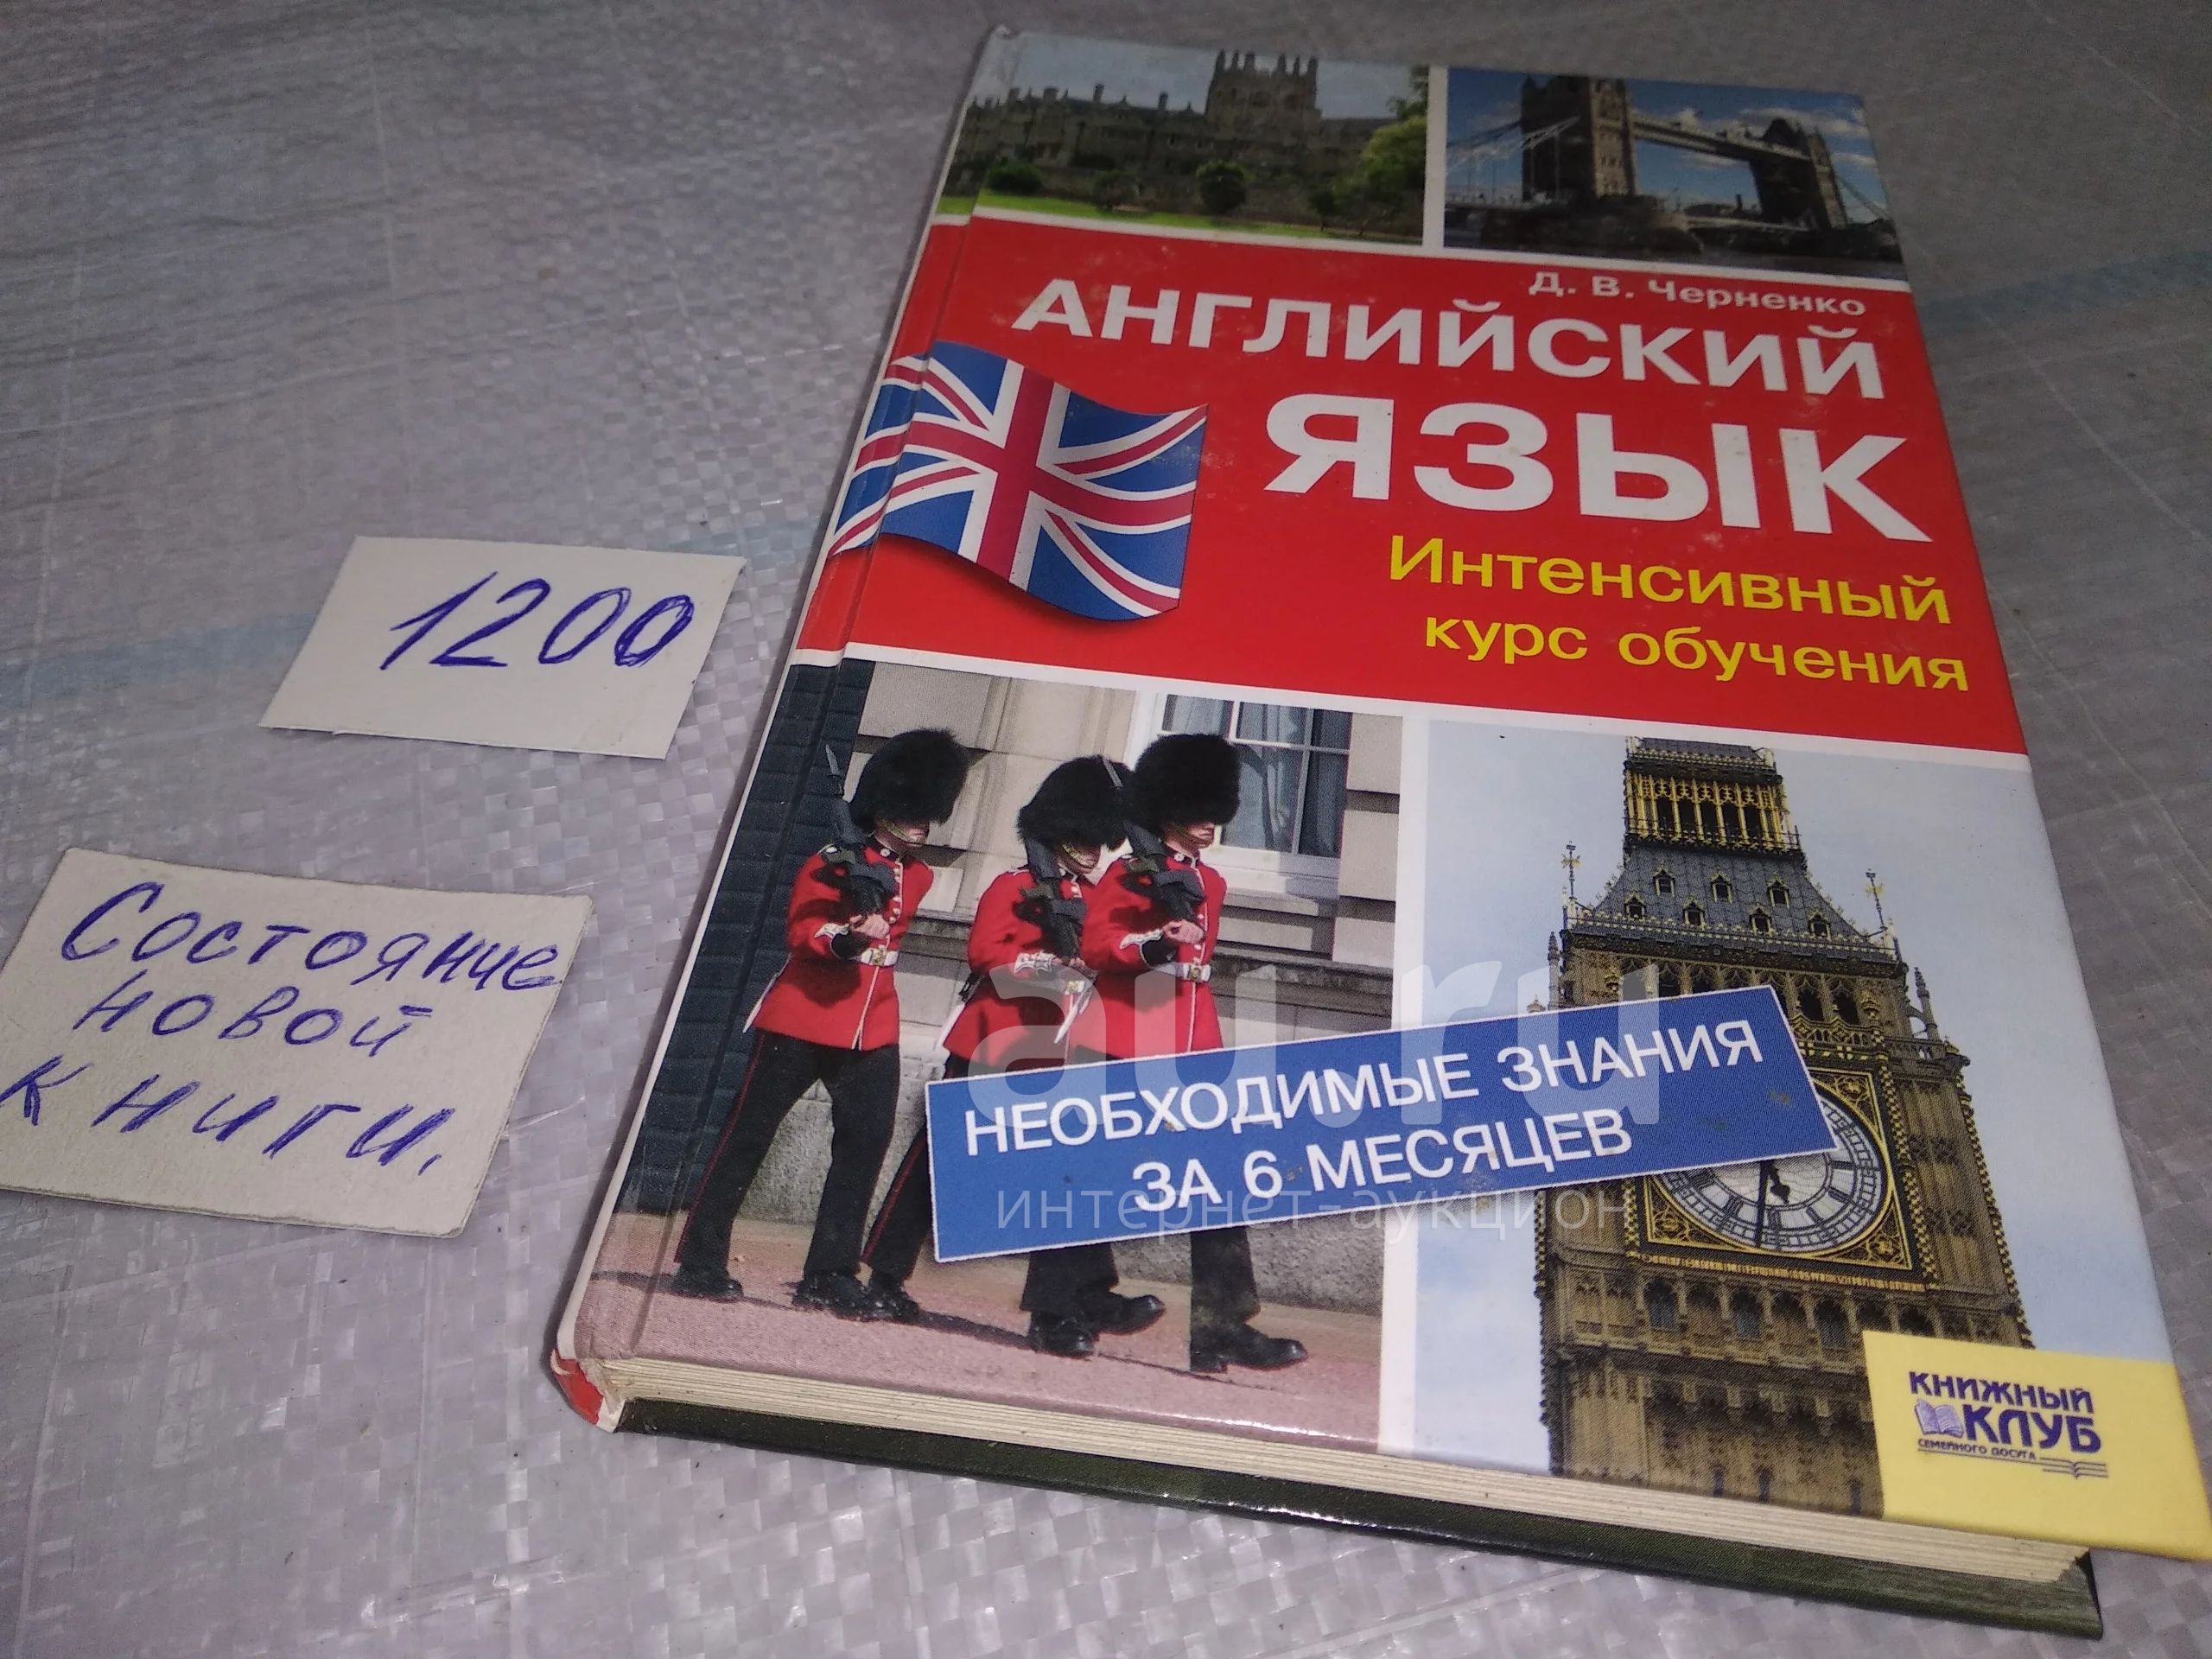 Д. В. Черненко
АНГЛИЙСКИЙ
ЯЗЫК
Интенсивный
курс обучения
1200
Состояние
новой
книги.
au.ru
НЕОБХОДИМЫЕ ЗНАНИЯ
ЗА 6 МЕСЯЦЕВ
интернет-аукцион
КНИЖНЫЙ
КЛУБ
СЕМЕЙНОГО ДОСУГА